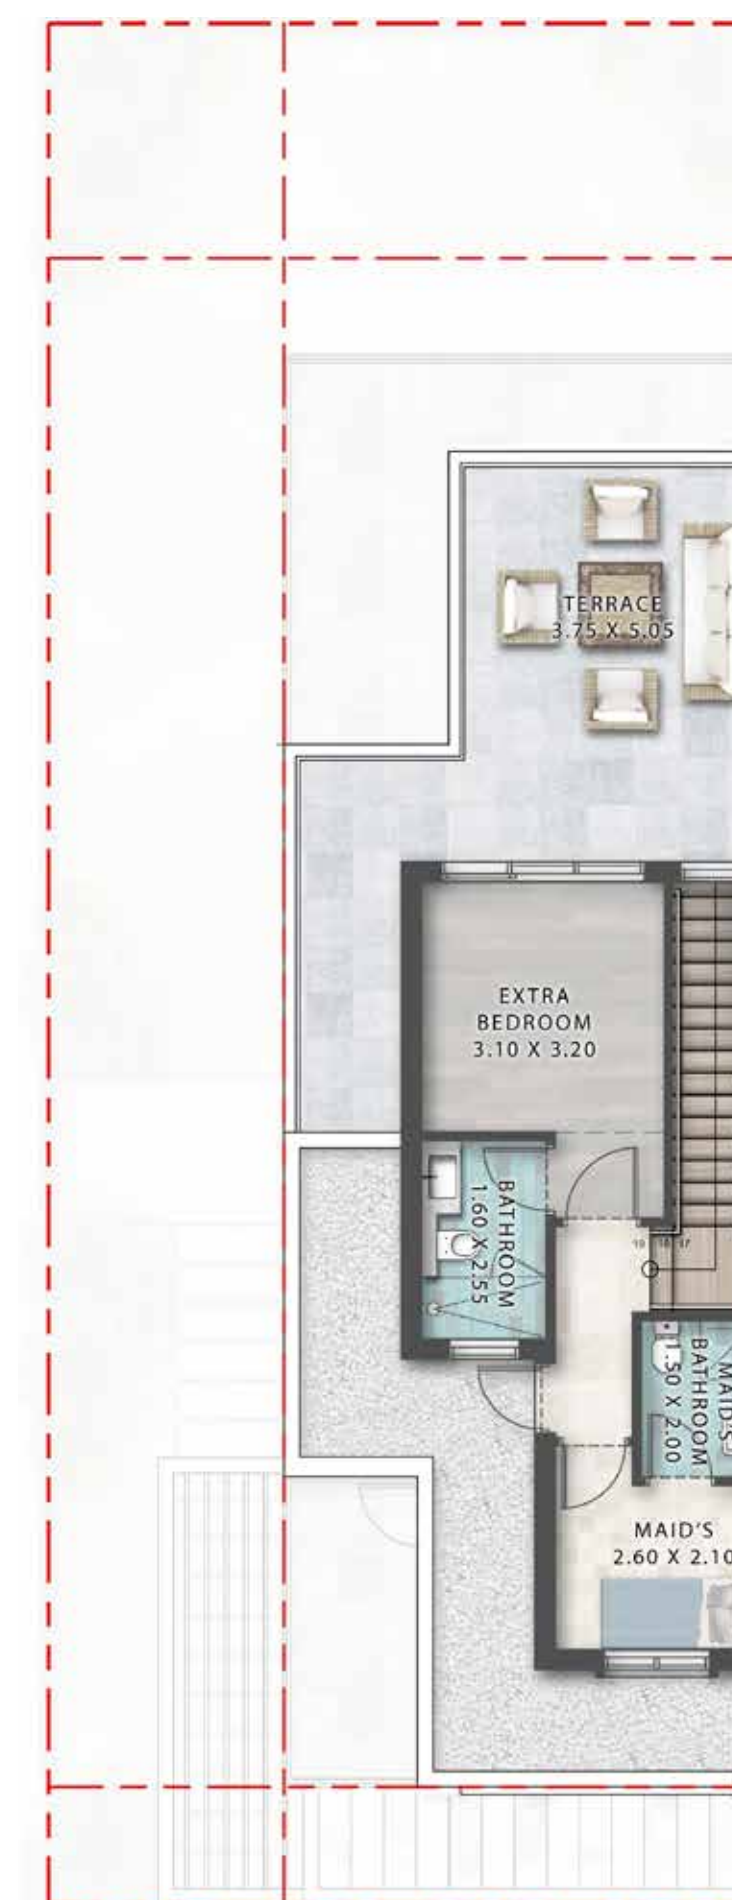 TERRACE
3.75 X 5.05
EXTRA
BEDROOM
3.10 X 3.20
BATHROOM
1.60 X 2.55
MAID'S
BATHROOM
1.50 X 2.00
MAID'S
2.60 X 2.10